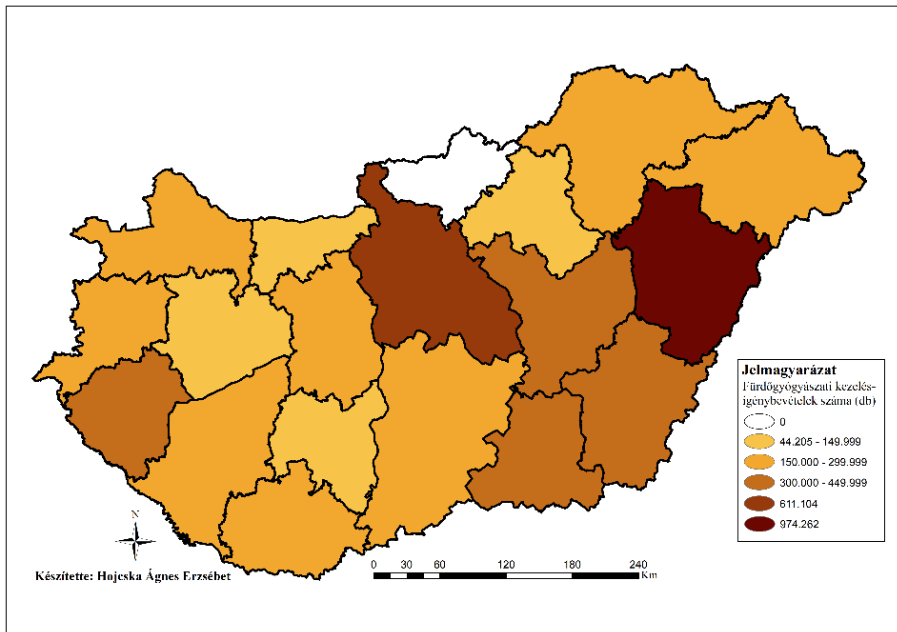 Jelmagyarázat
Fürdőgyógyászati kezelés-
igénybevételek száma (db)
0
44.205 - 149.999
150.000 - 299.999
300.000 - 449.999
611.104
974.262
N
Készítette: Hojcska Ágnes Erzsébet
0 30 60 120 180 240
Km